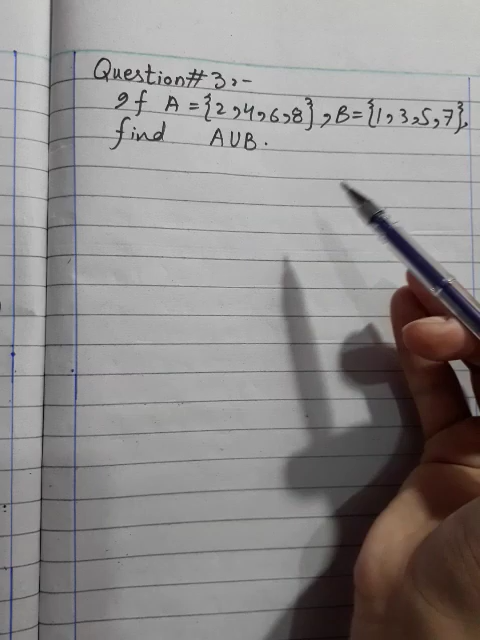 Question#3:-
If A = {2,4,6,8}, B={1,3,5,7},
find AUB.